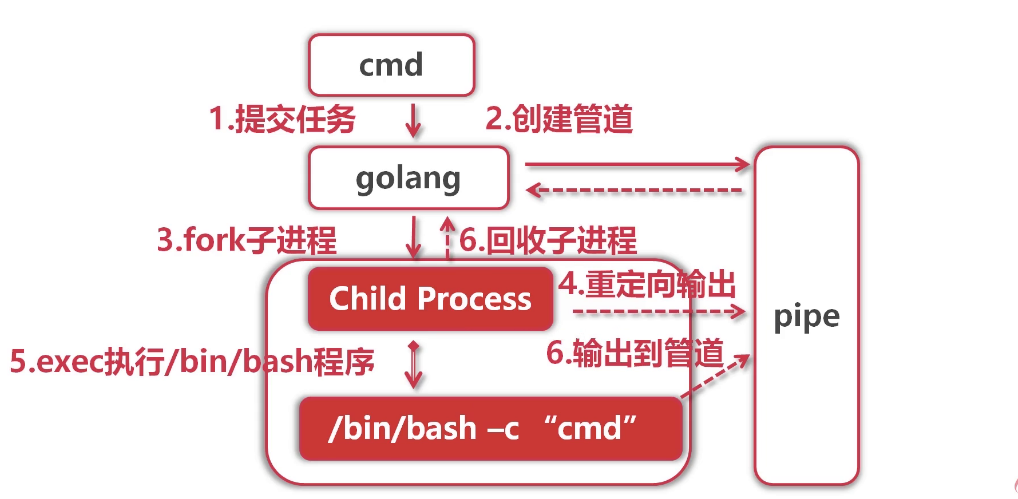 cmd
1.提交任务
2.创建管道
golang
3.fork子进程
6.回收子进程
Child Process
4.重定向输出
pipe
5.exec执行/bin/bash程序
6.输出到管道
/bin/bash –c “cmd”